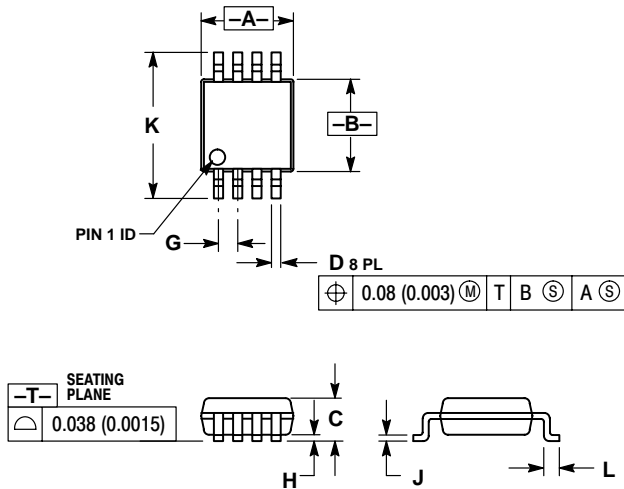 –A–
K
–B–
PIN 1 ID
G
D 8 PL
⌖ 0.08 (0.003) Ⓜ T B Ⓢ A Ⓢ
SEATING
–T– PLANE
⌓ 0.038 (0.0015)
C
H
J
L